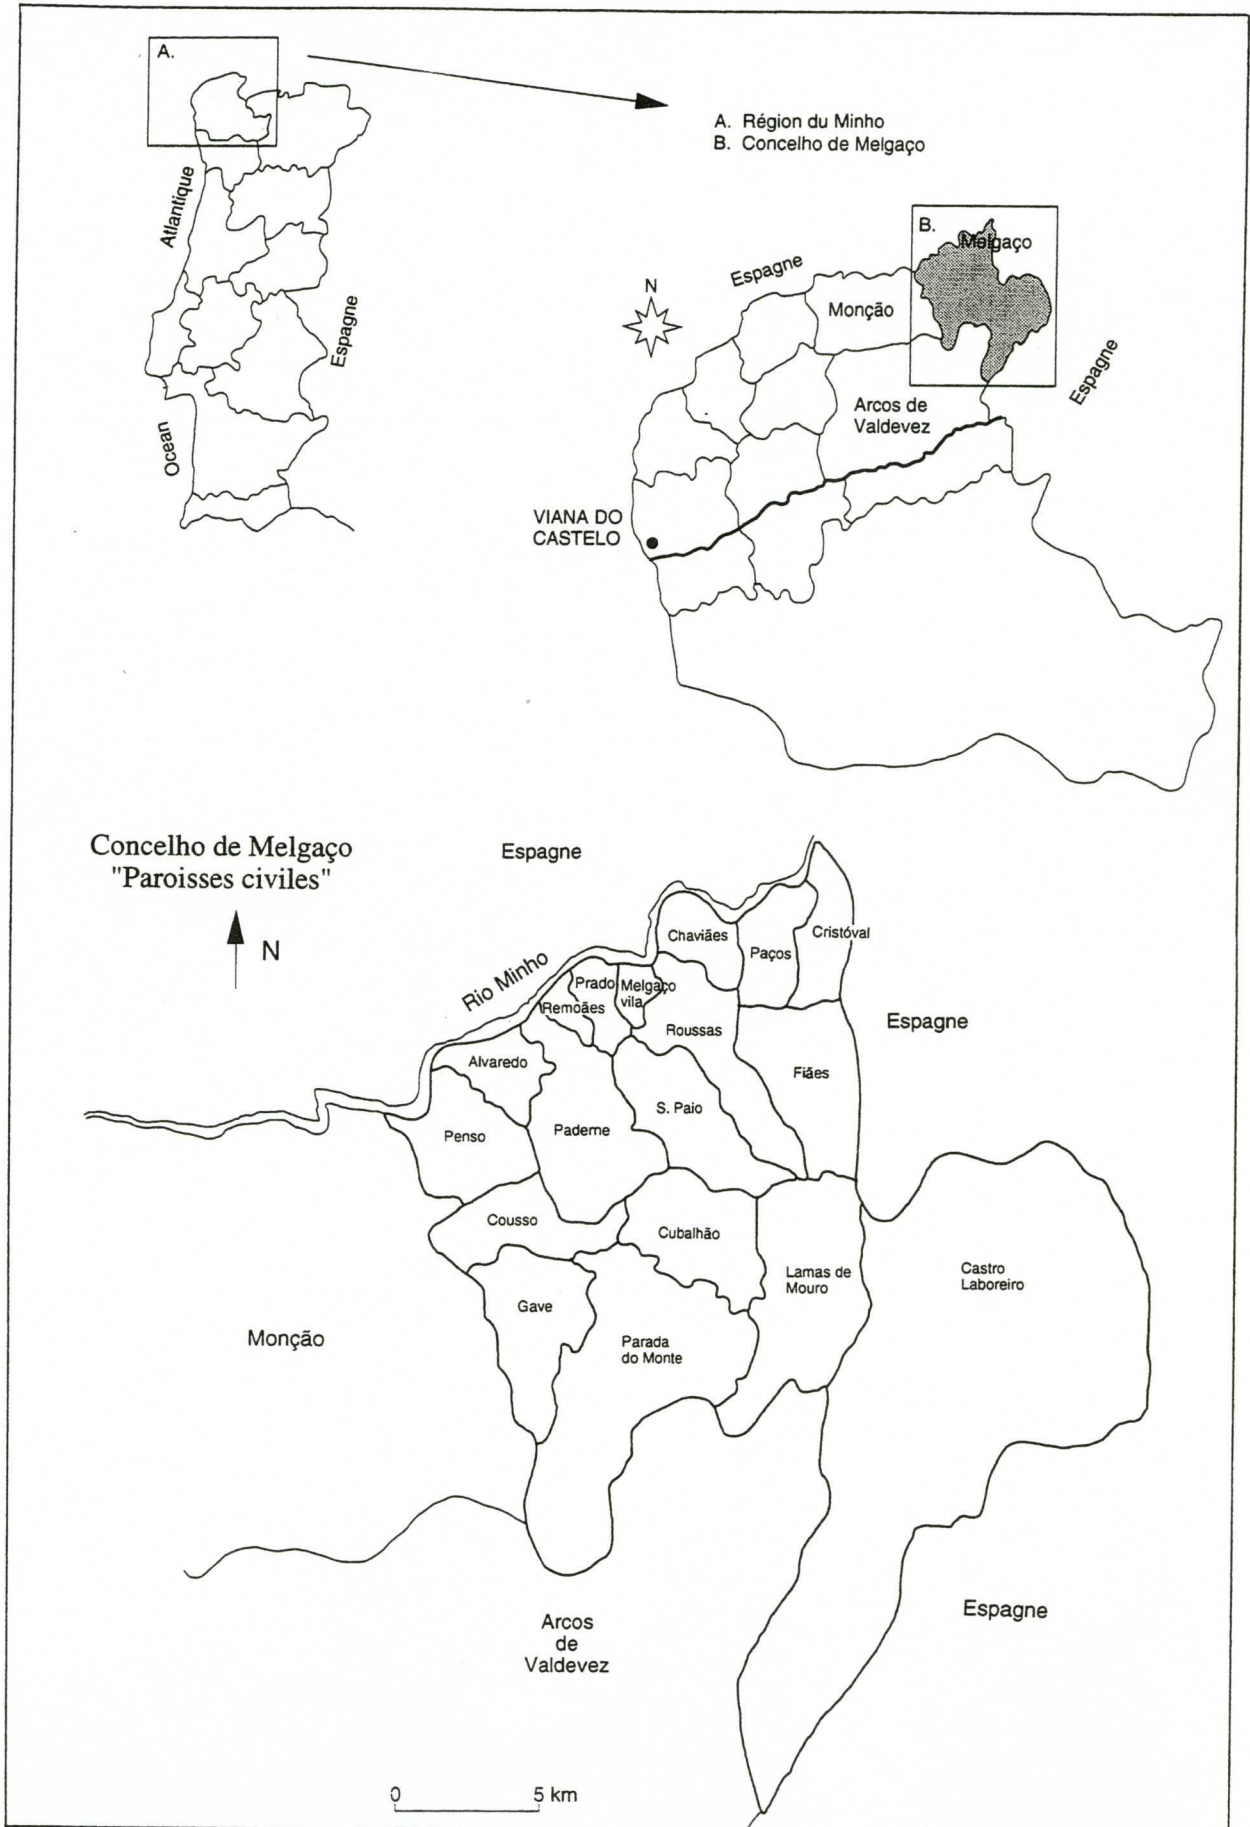 A.
Atlantique
Ocean
Espagne
A. Région du Minho
B. Concelho de Melgaço
B.
Melgaço
Espagne
N
Monção
Espagne
Arcos de
Valdevez
VIANA DO
CASTELO
Concelho de Melgaço
"Paroisses civiles"
N
Espagne
Rio Minho
Chaviães
Paços
Cristóval
Prado
Melgaço
vila
Remoães
Roussas
Espagne
Alvaredo
Fiães
S. Paio
Penso
Paderne
Cousso
Cubalhão
Lamas de
Mouro
Castro
Laboreiro
Gave
Monção
Parada
do Monte
Arcos
de
Valdevez
Espagne
0
5 km